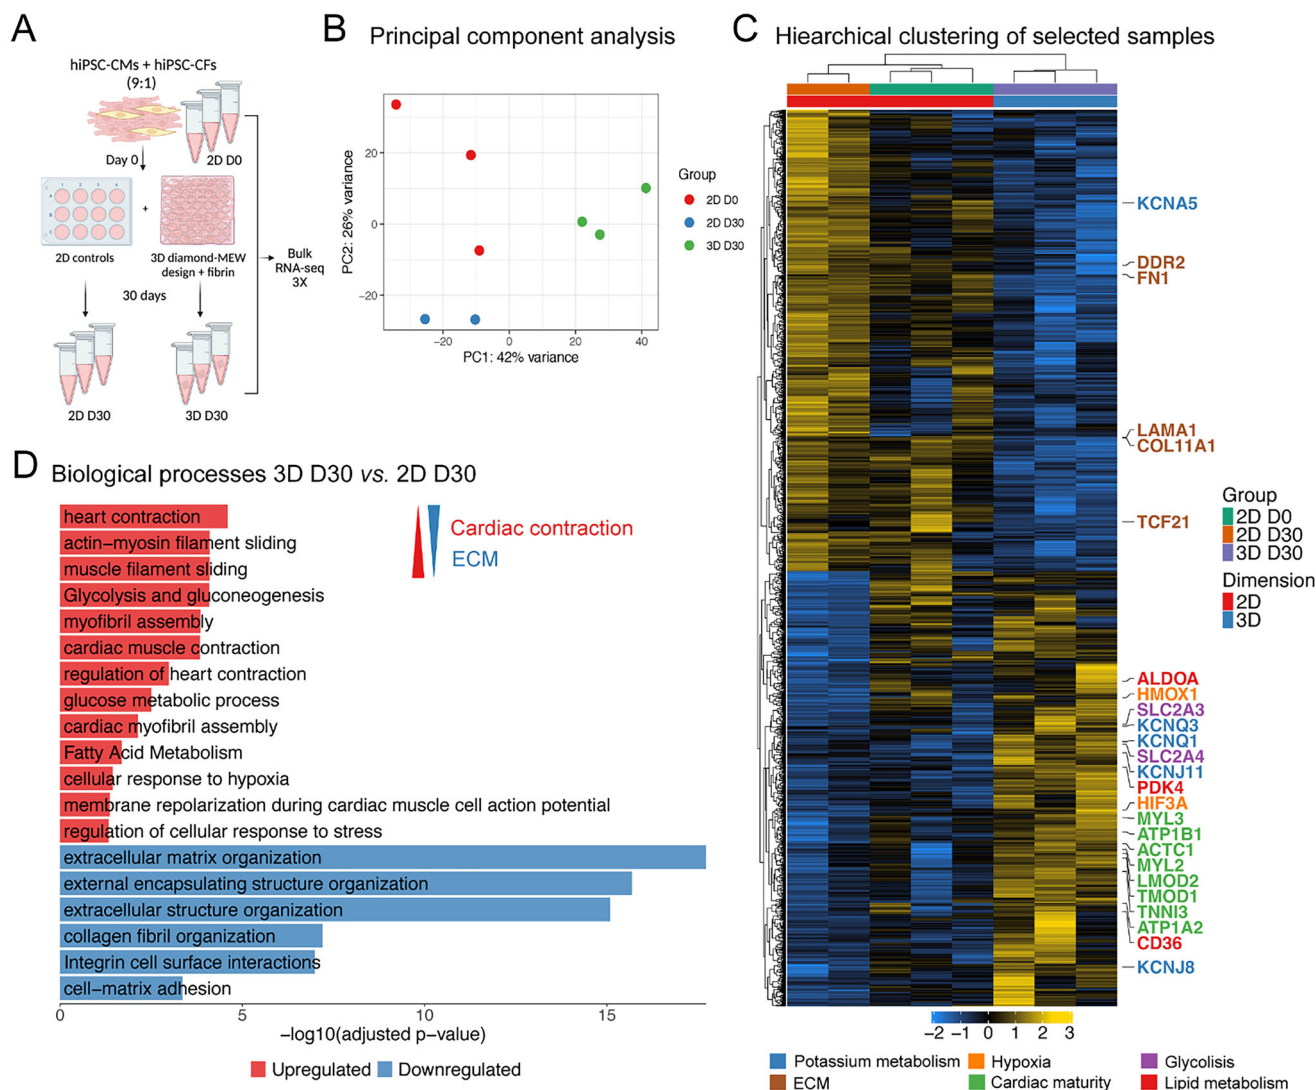 A
hiPSC-CMs + hiPSC-CFs
(9:1)
2D D0
Day 0
+
2D controls
3D diamond-MEW
design + fibrin
Bulk
RNA-seq
3X
30 days
2D D30
3D D30
B
Principal component analysis
PC2: 26% variance
20
0
−20
−20
0
20
40
PC1: 42% variance
Group
2D D0
2D D30
3D D30
C
Hiearchical clustering of selected samples
KCNA5
DDR2
FN1
LAMA1
COL11A1
TCF21
ALDOA
HMOX1
SLC2A3
KCNQ3
KCNQ1
SLC2A4
KCNJ11
PDK4
HIF3A
MYL3
ATP1B1
ACTC1
MYL2
LMOD2
TMOD1
TNNI3
ATP1A2
CD36
KCNJ8
Group
2D D0
2D D30
3D D30
Dimension
2D
3D
−2 −1 0 1 2 3
Potassium metabolism
Hypoxia
Glycolisis
ECM
Cardiac maturity
Lipid metabolism
D
Biological processes 3D D30 vs. 2D D30
Cardiac contraction
ECM
heart contraction
actin−myosin filament sliding
muscle filament sliding
Glycolysis and gluconeogenesis
myofibril assembly
cardiac muscle contraction
regulation of heart contraction
glucose metabolic process
cardiac myofibril assembly
Fatty Acid Metabolism
cellular response to hypoxia
membrane repolarization during cardiac muscle cell action potential
regulation of cellular response to stress
extracellular matrix organization
external encapsulating structure organization
extracellular structure organization
collagen fibril organization
Integrin cell surface interactions
cell−matrix adhesion
0
5
10
15
−log10(adjusted p−value)
Upregulated
Downregulated